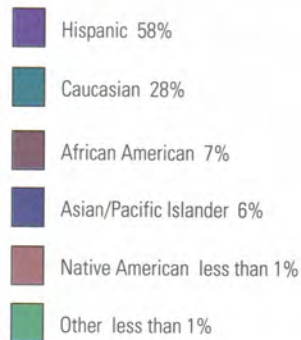 Hispanic 58%
Caucasian 28%
African American 7%
Asian/Pacific Islander 6%
Native American less than 1%
Other less than 1%